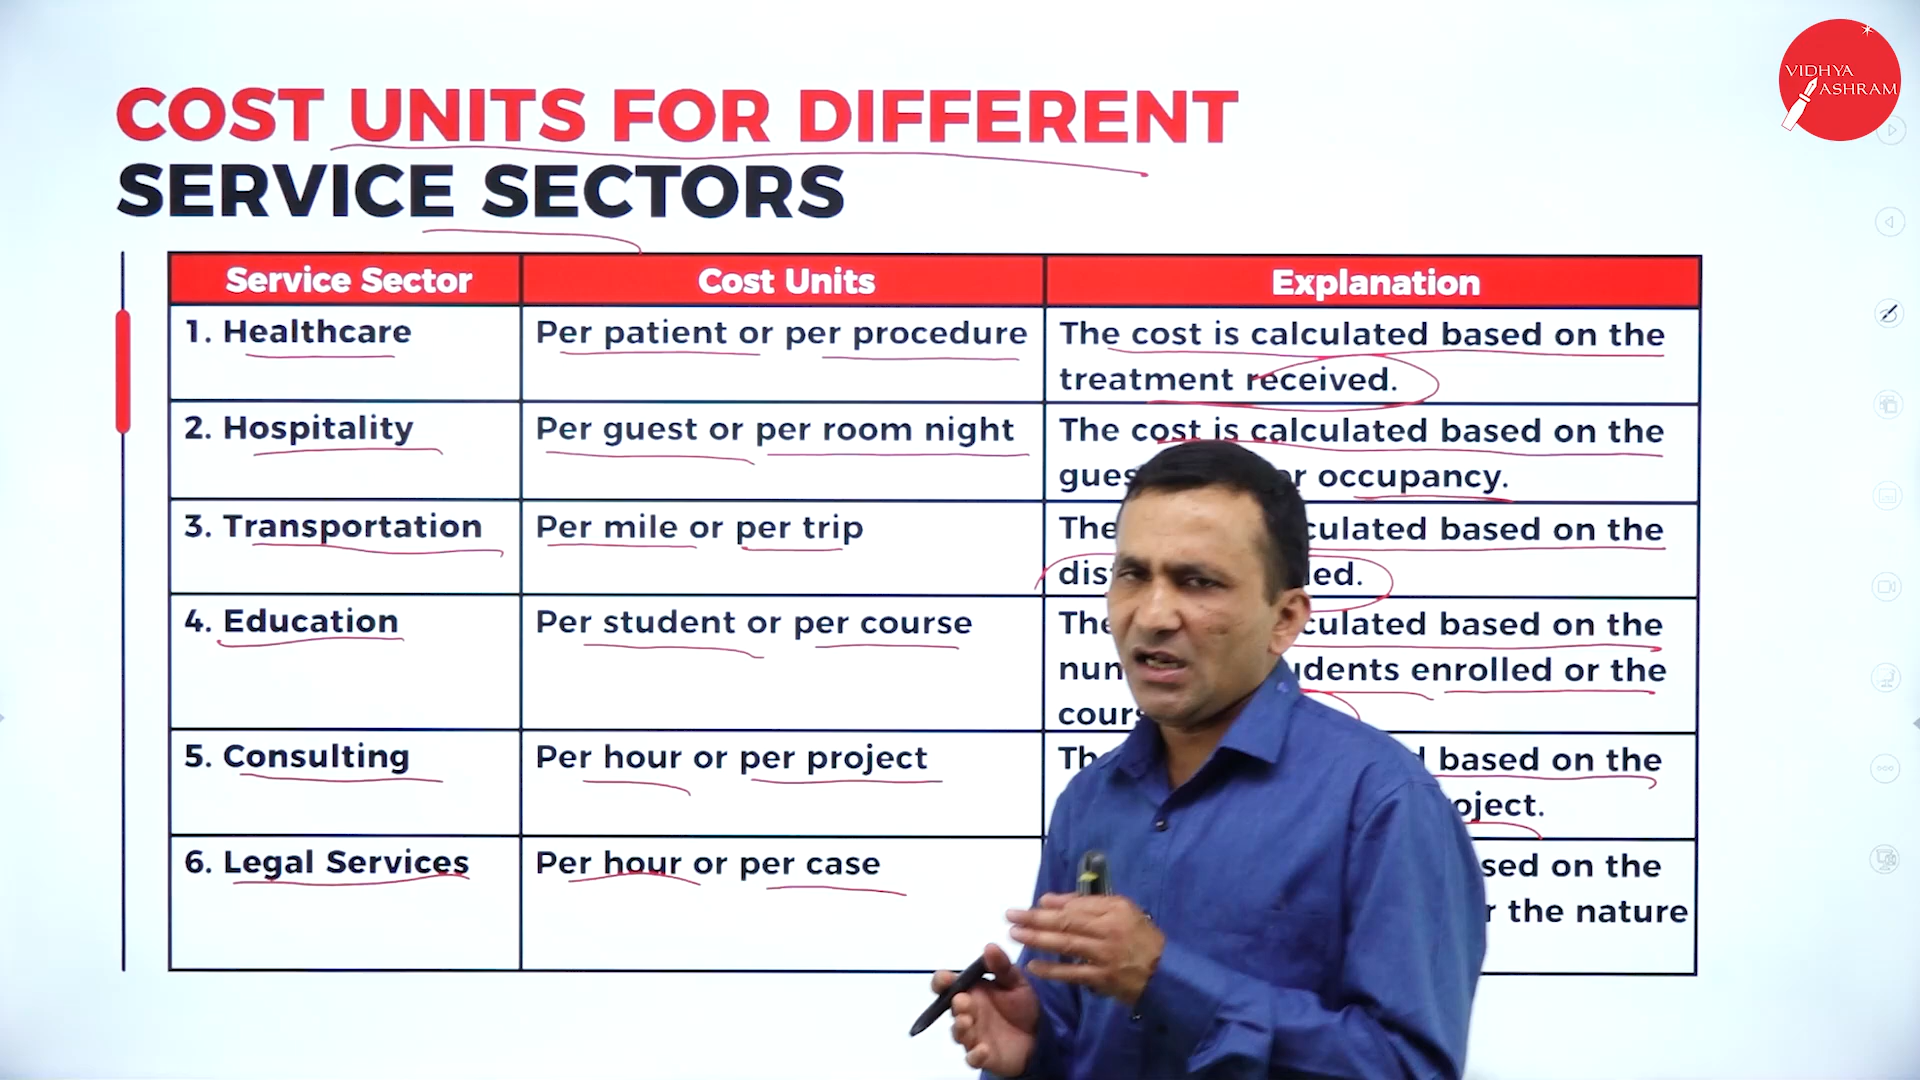 VIDHYA
ASHRAM
COST UNITS FOR DIFFERENT
SERVICE SECTORS
Service Sector Cost Units Explanation
1. Healthcare Per patient or per procedure The cost is calculated based on the
treatment received.
2. Hospitality Per guest or per room night The cost is calculated based on the
occupancy.
3. Transportation Per mile or per trip The based on the
4. Education Per student or per course The based on the
enrolled or the
5. Consulting Per hour or per project based on the
6. Legal Services Per hour or per case on the
the nature